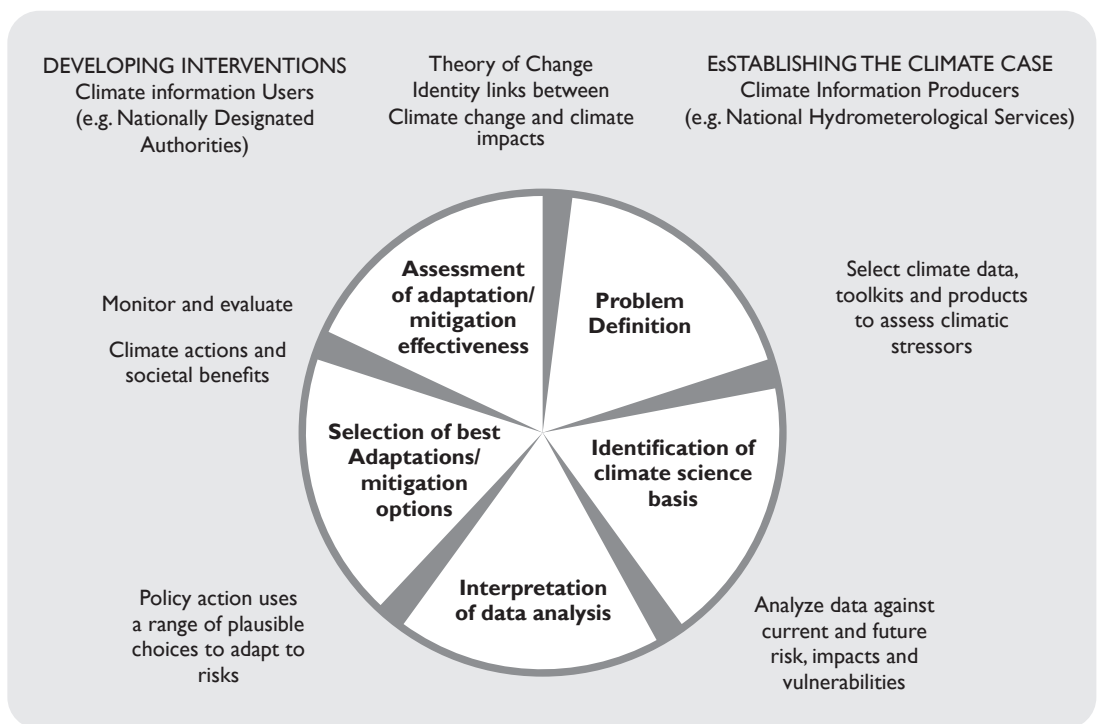 DEVELOPING INTERVENTIONS
Climate information Users
(e.g. Nationally Designated
Authorities)
Theory of Change
Identity links between
Climate change and climate
impacts
EsSTABLISHING THE CLIMATE CASE
Climate Information Producers
(e.g. National Hydrometerological Services)
Assessment
of adaptation/
mitigation
effectiveness
Problem
Definition
Select climate data,
toolkits and products
to assess climatic
stressors
Monitor and evaluate
Climate actions and
societal benefits
Selection of best
Adaptations/
mitigation
options
Identification of
climate science
basis
Interpretation
of data analysis
Policy action uses
a range of plausible
choices to adapt to
risks
Analyze data against
current and future
risk, impacts and
vulnerabilities